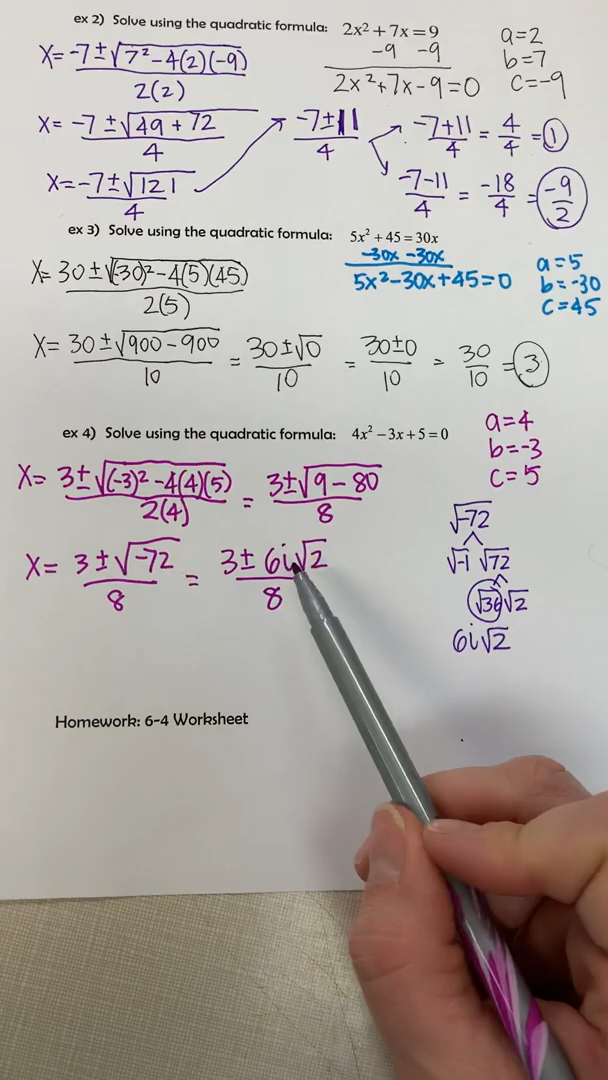 ex 2) Solve using the quadratic formula: 2x² + 7x = 9
-9 -9
2x²+7x-9=0
a=2
b=7
c=-9
X= -7±√(7²-4(2)(-9)) / 2(2)
X= -7±√(49+72) / 4
X= -7±√121 / 4
-7±11 / 4
-7+11 / 4 = 4/4 = 1
-7-11 / 4 = -18/4 = -9/2
ex 3) Solve using the quadratic formula: 5x² + 45 = 30x
-30x -30x
5x²-30x+45=0
a=5
b=-30
c=45
X= 30±√((30)²-4(5)(45)) / 2(5)
X= 30±√(900-900) / 10 = 30±√0 / 10 = 30±0 / 10 = 30/10 = 3
ex 4) Solve using the quadratic formula: 4x² - 3x + 5 = 0
a=4
b=-3
c=5
X= 3±√((-3)²-4(4)(5)) / 2(4) = 3±√(9-80) / 8
X= 3±√-72 / 8 = 3±6i√2 / 8
√-72
√-1 √72
√36 √2
6i√2
Homework: 6-4 Worksheet